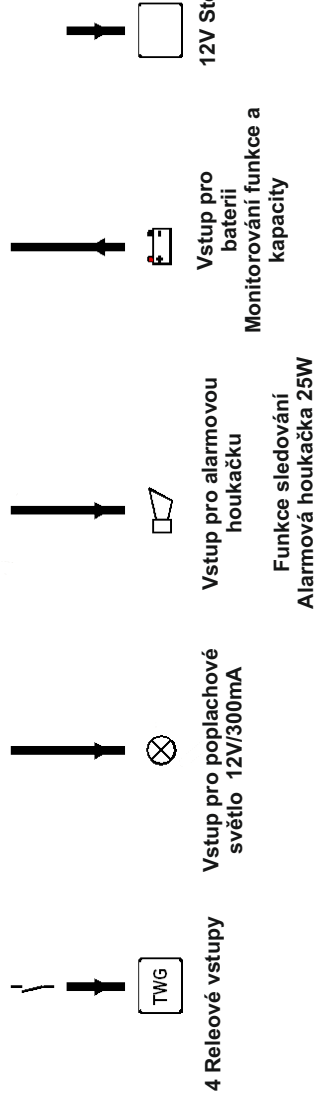 TWG
4 Releové vstupy
Vstup pro poplachové
světlo 12V/300mA
Vstup pro alarmovou
houkačku
Funkce sledování
Alarmová houkačka 25W
Vstup pro
baterii
Monitorování funkce a
kapacity
12V